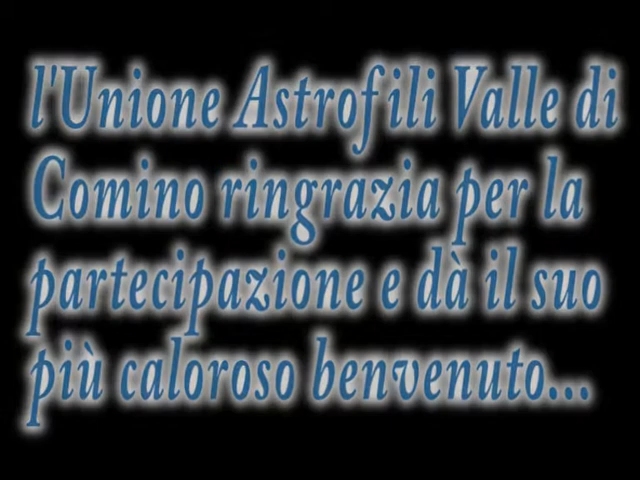 l'Unione Astrofili Valle di
Comino ringrazia per la
partecipazione e dà il suo
più caloroso benvenuto...